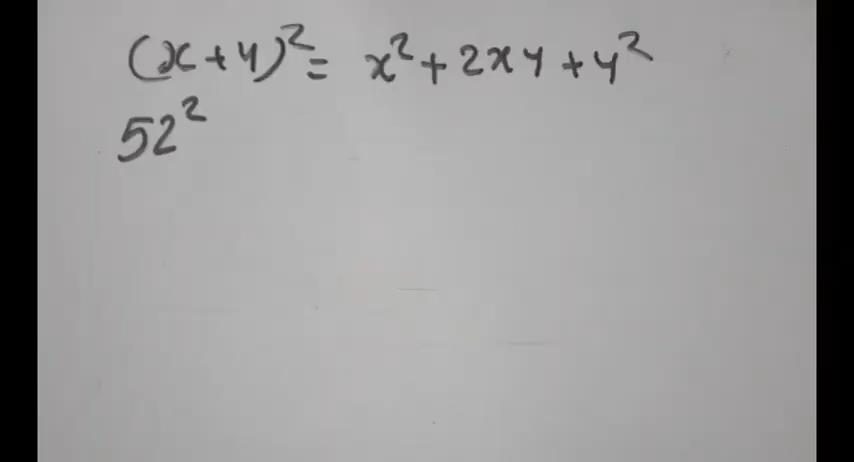 (x+y)² = x²+2xy+y²
52²